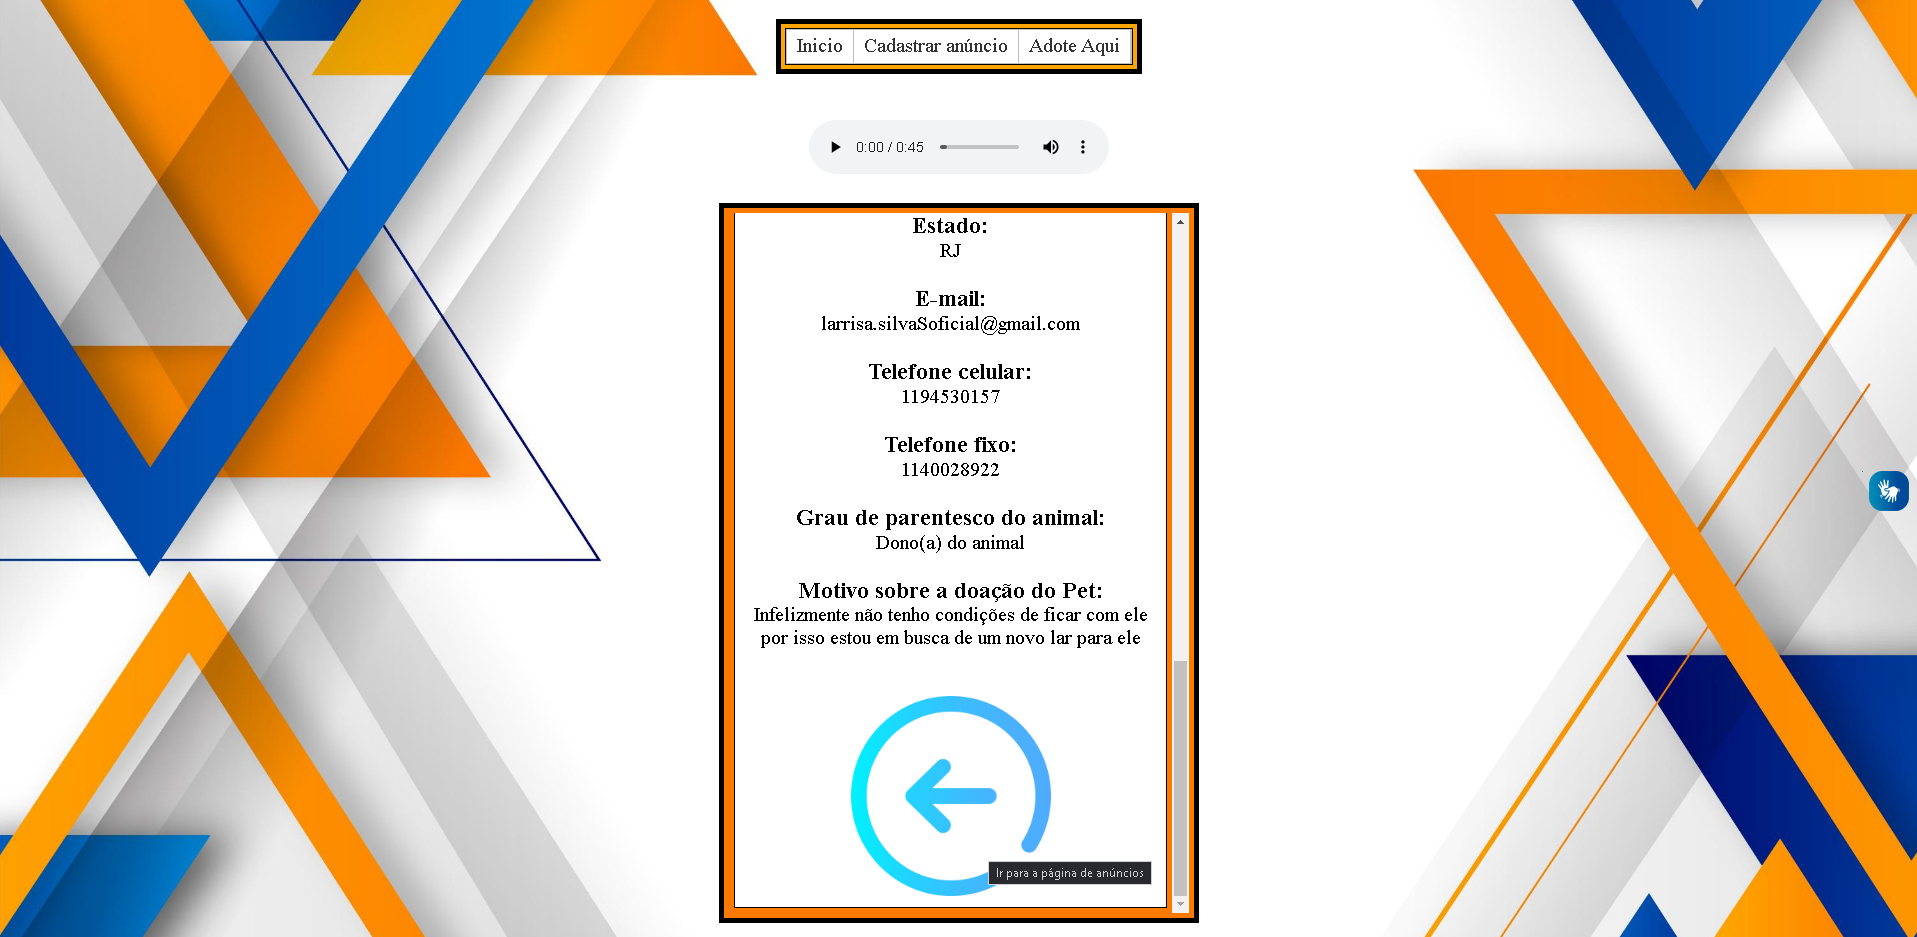 Inicio Cadastrar anúncio Adote Aqui
0:00 / 0:45
Estado:
RJ
E-mail:
larrisa.silvaSoficial@gmail.com
Telefone celular:
1194530157
Telefone fixo:
1140028922
Grau de parentesco do animal:
Dono(a) do animal
Motivo sobre a doação do Pet:
Infelizmente não tenho condições de ficar com ele
por isso estou em busca de um novo lar para ele
Ir para a página de anúncios